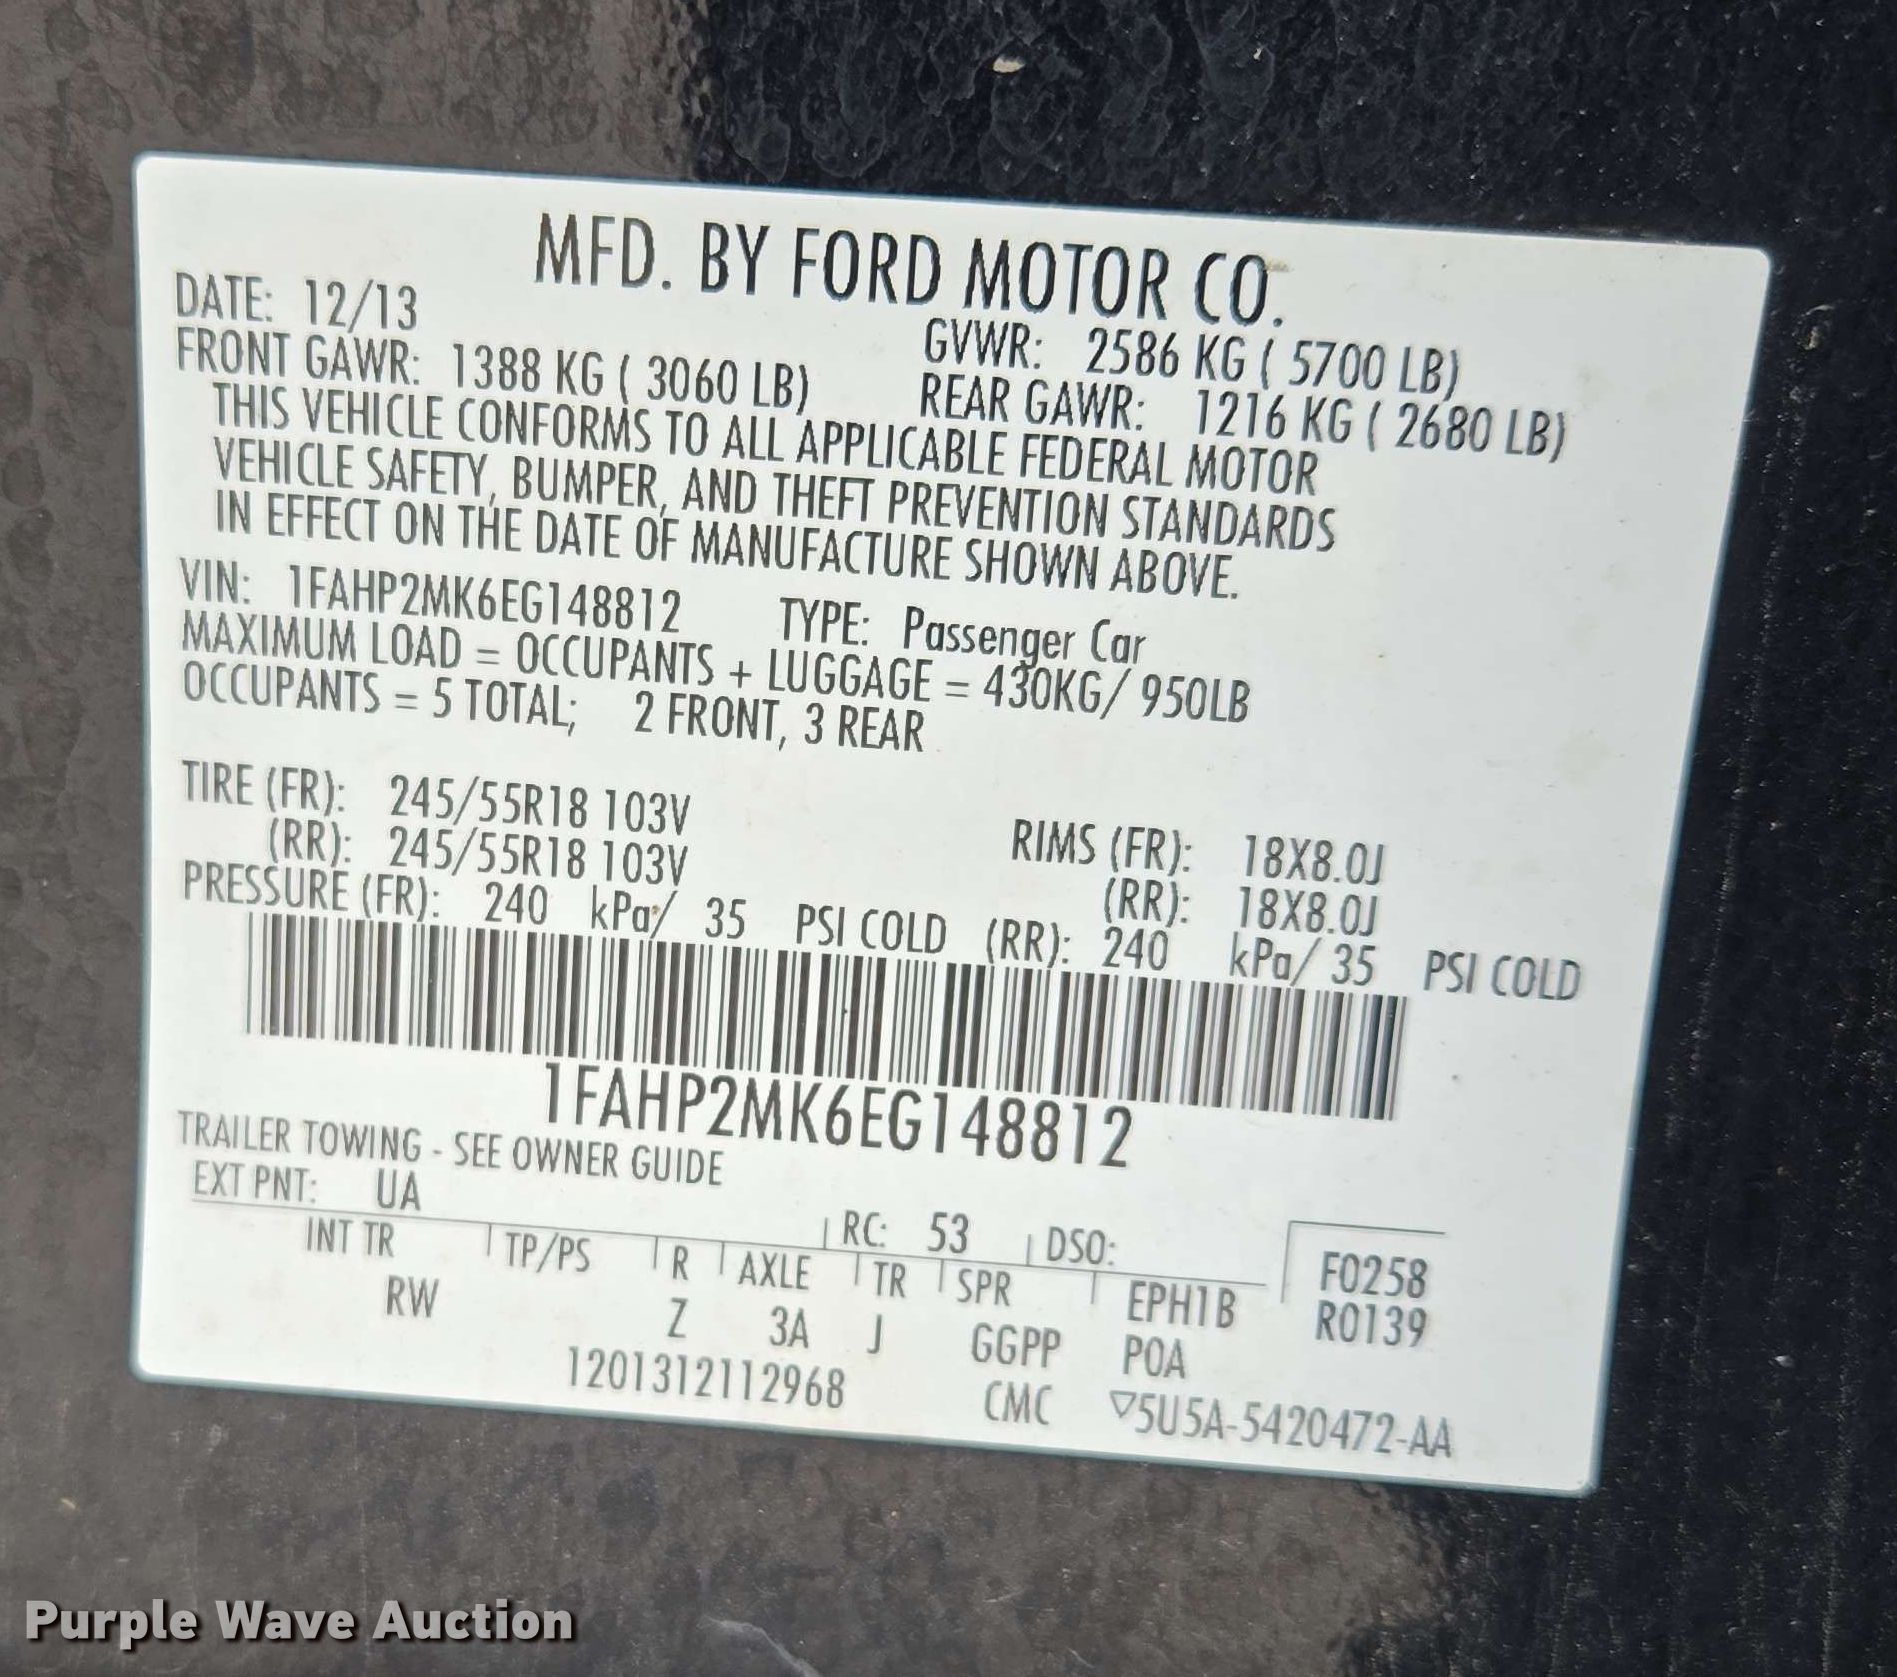 MFD. BY FORD MOTOR CO.
DATE: 12/13
GVWR: 2586 KG ( 5700 LB)
FRONT GAWR: 1388 KG ( 3060 LB)
REAR GAWR: 1216 KG ( 2680 LB)
THIS VEHICLE CONFORMS TO ALL APPLICABLE FEDERAL MOTOR
VEHICLE SAFETY, BUMPER, AND THEFT PREVENTION STANDARDS
IN EFFECT ON THE DATE OF MANUFACTURE SHOWN ABOVE.
VIN: 1FAHP2MK6EG148812 TYPE: Passenger Car
MAXIMUM LOAD = OCCUPANTS + LUGGAGE = 430KG/ 950LB
OCCUPANTS = 5 TOTAL; 2 FRONT, 3 REAR
TIRE (FR): 245/55R18 103V RIMS (FR): 18X8.0J
(RR): 245/55R18 103V (RR): 18X8.0J
PRESSURE (FR): 240 kPa/ 35 PSI COLD (RR): 240 kPa/ 35 PSI COLD
1FAHP2MK6EG148812
TRAILER TOWING - SEE OWNER GUIDE
EXT PNT: UA RC: 53 DSO:
INT TR TP/PS R AXLE TR SPR EPH1B F0258
RW Z 3A J GGPP POA R0139
1201312112968 CMC ▽5U5A-5420472-AA
Purple Wave Auction